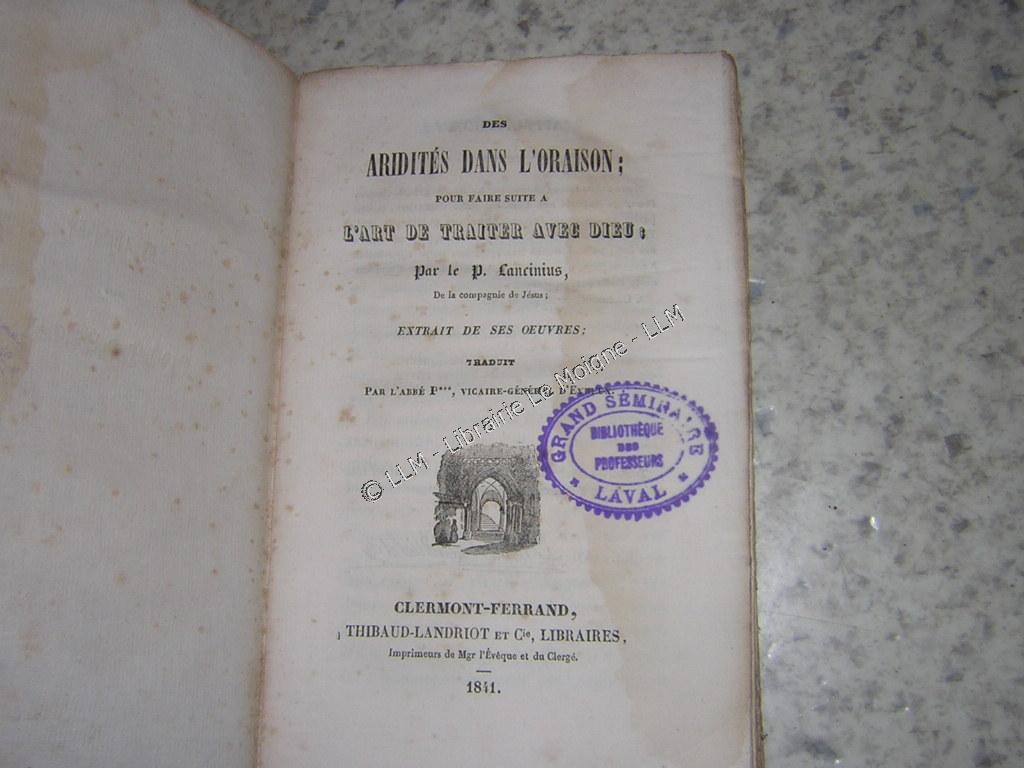 DES
ARIDITÉS DANS L'ORAISON;
POUR FAIRE SUITE A
L'ART DE TRAITER AVEC DIEU;
Par le P. Lancinius,
De la compagnie de Jésus;
EXTRAIT DE SES OEUVRES;
TRADUIT
PAR L'ABBÉ P***, VICAIRE-GÉNÉRAL D'EVREUX.
GRAND SÉMINAIRE
BIBLIOTHÈQUE
DES
PROFESSEURS
LAVAL
© LLM - Librairie Le Moigne - LLM
CLERMONT-FERRAND,
THIBAUD-LANDRIOT ET Cie, LIBRAIRES,
Imprimeurs de Mgr l'Évêque et du Clergé.
1841.